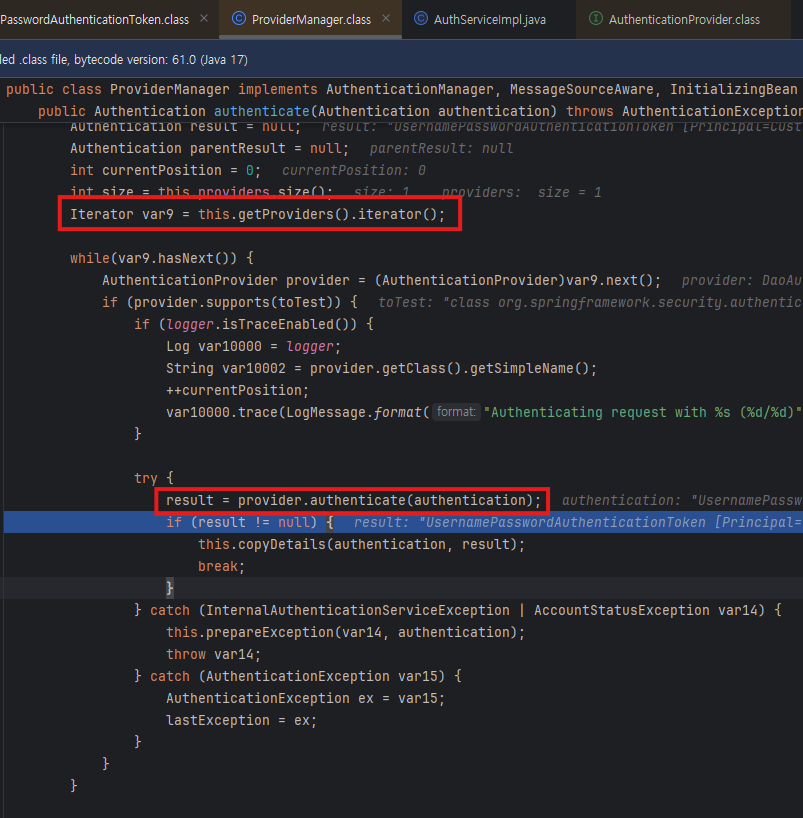 PasswordAuthenticationToken.class × ProviderManager.class × AuthServiceImpl.java AuthenticationProvider.class
led .class file, bytecode version: 61.0 (Java 17)
public class ProviderManager implements AuthenticationManager, MessageSourceAware, InitializingBean
public Authentication authenticate(Authentication authentication) throws AuthenticationException
Authentication result = null; result: "UsernamePasswordAuthenticationToken [Principal=Cust
Authentication parentResult = null; parentResult: null
int currentPosition = 0; currentPosition: 0
int size = this.providers.size(); size: 1 providers: size = 1
Iterator var9 = this.getProviders().iterator();
while(var9.hasNext()) {
AuthenticationProvider provider = (AuthenticationProvider)var9.next(); provider: DaoAu
if (provider.supports(toTest)) { toTest: "class org.springframework.security.authentic
if (logger.isTraceEnabled()) {
Log var10000 = logger;
String var10002 = provider.getClass().getSimpleName();
++currentPosition;
var10000.trace(LogMessage.format( format: "Authenticating request with %s (%d/%d)"
}
try {
result = provider.authenticate(authentication); authentication: "UsernamePassw
if (result != null) { result: "UsernamePasswordAuthenticationToken [Principal=
this.copyDetails(authentication, result);
break;
}
} catch (InternalAuthenticationServiceException | AccountStatusException var14) {
this.prepareException(var14, authentication);
throw var14;
} catch (AuthenticationException var15) {
AuthenticationException ex = var15;
lastException = ex;
}
}
}